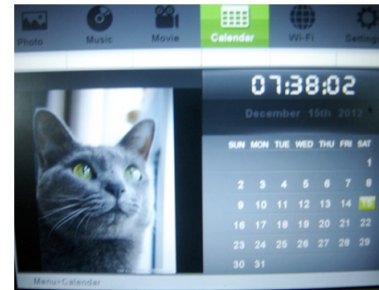 Photo Music Movie Calendar Wi-Fi Settings
07:38:02
December 15th 2012
SUN MON TUE WED THU FRI SAT
1
2 3 4 5 6 7 8
9 10 11 12 13 14 15
16 17 18 19 20 21 22
23 24 25 26 27 28 29
30 31
Menu>Calendar